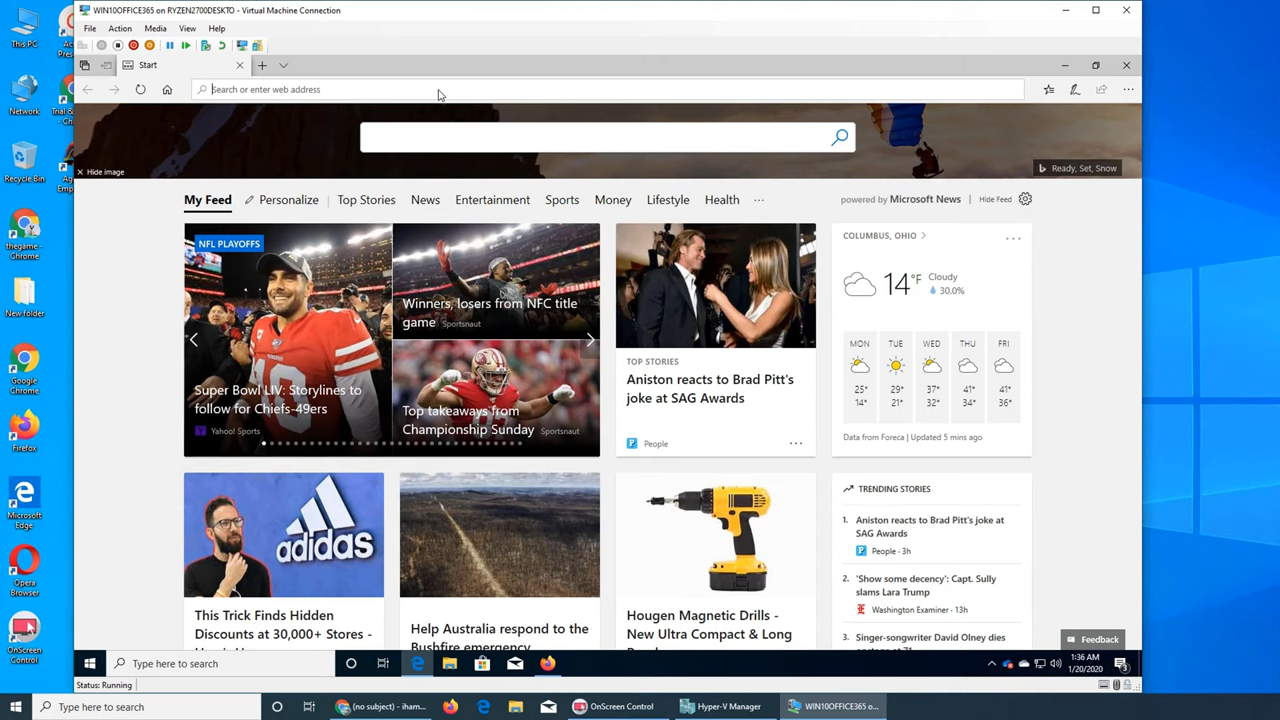 WIN10OFFICE365 on RYZEN2700DESKTO - Virtual Machine Connection
File Action Media View Help
Start
Search or enter web address
Hide image
Ready, Set, Snow
My Feed Personalize Top Stories News Entertainment Sports Money Lifestyle Health ...
powered by Microsoft News Hide Feed
NFL PLAYOFFS
Super Bowl LIV: Storylines to
follow for Chiefs-49ers
Yahoo! Sports
Winners, losers from NFC title
game Sportsnaut
Top takeaways from
Championship Sunday Sportsnaut
TOP STORIES
Aniston reacts to Brad Pitt's
joke at SAG Awards
People
COLUMBUS, OHIO
14°F Cloudy
30.0%
MON TUE WED THU FRI
25° 29° 37° 41° 41°
14° 21° 32° 34° 36°
Data from Foreca | Updated 5 mins ago
adidas
This Trick Finds Hidden
Discounts at 30,000+ Stores -
Help Australia respond to the
Bushfire emergency
Hougen Magnetic Drills -
New Ultra Compact & Long
TRENDING STORIES
1. Aniston reacts to Brad Pitt's joke at
SAG Awards
People · 3h
2. 'Show some decency': Capt. Sully
slams Lara Trump
Washington Examiner · 13h
3. Singer-songwriter David Olney dies
Feedback
Type here to search
1:36 AM
1/20/2020
3
Status: Running
This PC
Network
Recycle Bin
thegame -
Chrome
New folder
Google
Chrome
Firefox
Microsoft
Edge
Opera
Browser
OnScreen
Control
Type here to search
(no subject) - iham...
OnScreen Control
Hyper-V Manager
WIN10OFFICE365 o...